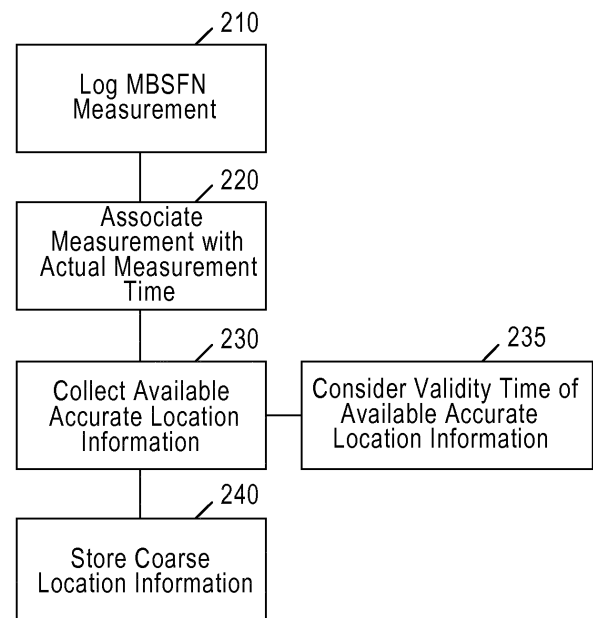 210
Log MBSFN
Measurement
220
Associate
Measurement with
Actual Measurement
Time
230
Collect Available
Accurate Location
Information
235
Consider Validity Time of
Available Accurate
Location Information
240
Store Coarse
Location Information